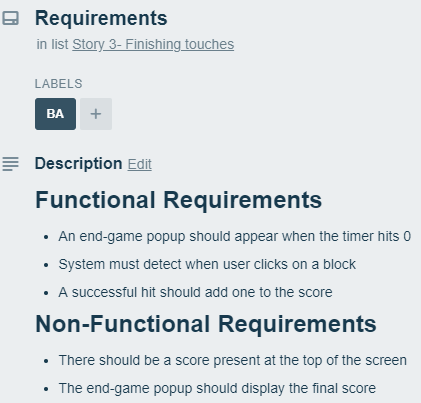 Requirements
in list Story 3- Finishing touches
LABELS
BA +
Description Edit
Functional Requirements
• An end-game popup should appear when the timer hits 0
• System must detect when user clicks on a block
• A successful hit should add one to the score
Non-Functional Requirements
• There should be a score present at the top of the screen
• The end-game popup should display the final score